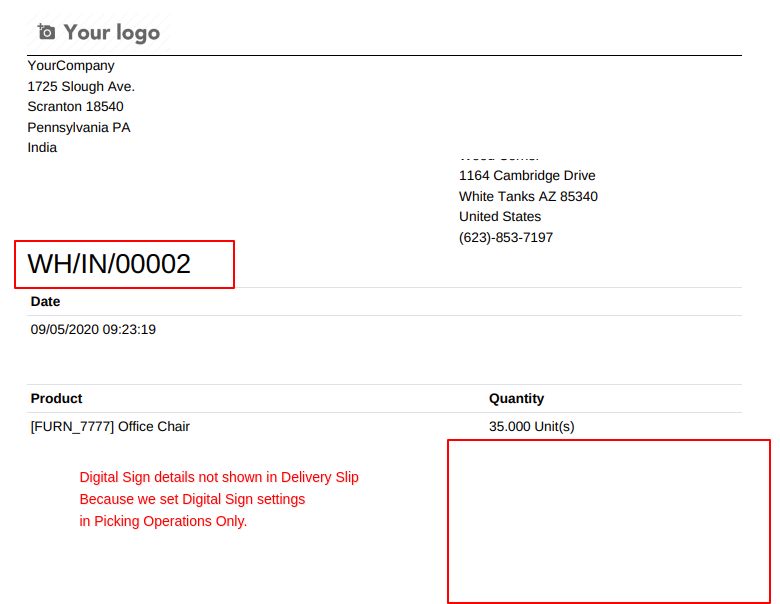 Your logo
YourCompany
1725 Slough Ave.
Scranton 18540
Pennsylvania PA
India
1164 Cambridge Drive
White Tanks AZ 85340
United States
(623)-853-7197
WH/IN/00002
Date
09/05/2020 09:23:19
Product Quantity
[FURN_7777] Office Chair 35.000 Unit(s)
Digital Sign details not shown in Delivery Slip
Because we set Digital Sign settings
in Picking Operations Only.